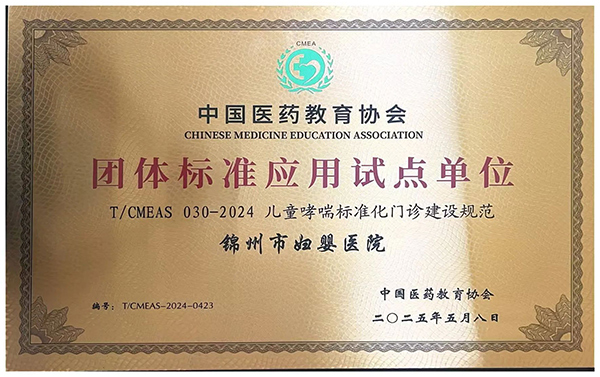 CMEA
中国医药教育协会
CHINESE MEDICINE EDUCATION ASSOCIATION
团体标准应用试点单位
T/CMEAS 030-2024 儿童哮喘标准化门诊建设规范
锦州市妇婴医院
编号：T/CMEAS-2024-0423
中国医药教育协会
二〇二五年五月八日